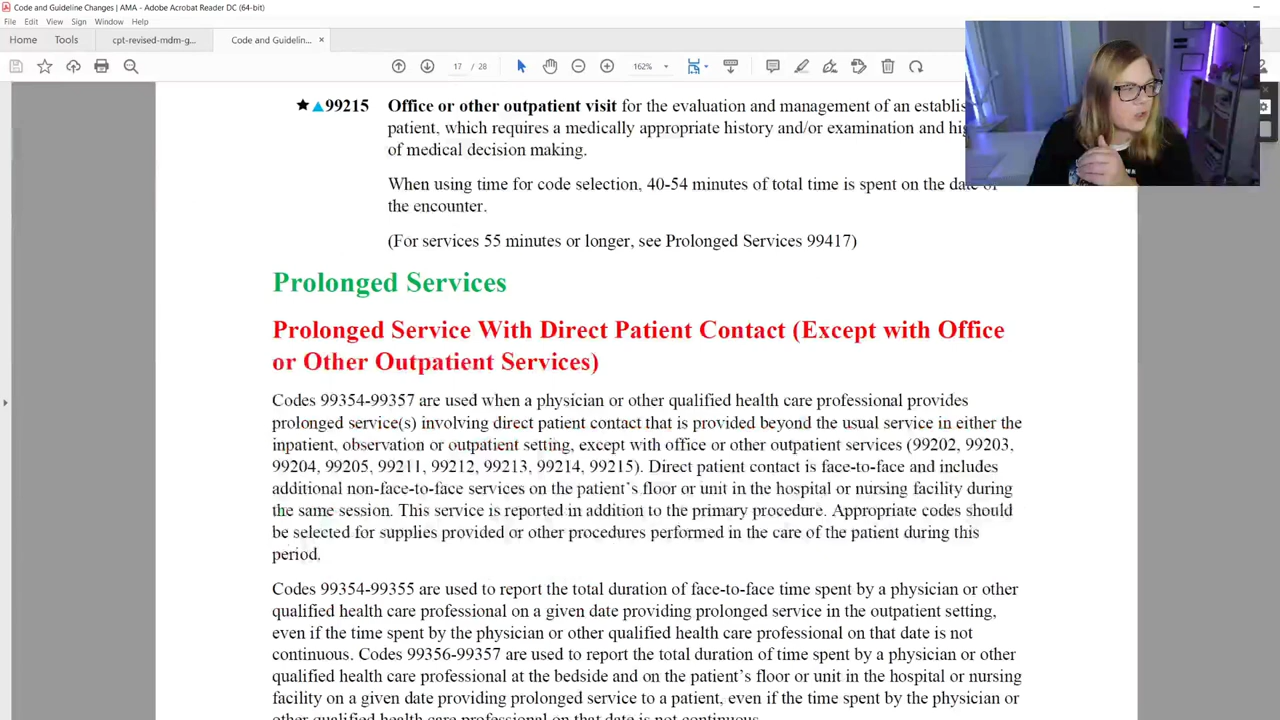 Code and Guideline Changes | AMA - Adobe Acrobat Reader DC (64-bit)
File Edit View Sign Window Help
Home Tools cpt-revised-mdm-g... Code and Guidelin... ×
17 / 28 162%
★▲99215 Office or other outpatient visit for the evaluation and management of an establis
patient, which requires a medically appropriate history and/or examination and hig
of medical decision making.
When using time for code selection, 40-54 minutes of total time is spent on the date of
the encounter.
(For services 55 minutes or longer, see Prolonged Services 99417)
Prolonged Services
Prolonged Service With Direct Patient Contact (Except with Office
or Other Outpatient Services)
Codes 99354-99357 are used when a physician or other qualified health care professional provides
prolonged service(s) involving direct patient contact that is provided beyond the usual service in either the
inpatient, observation or outpatient setting, except with office or other outpatient services (99202, 99203,
99204, 99205, 99211, 99212, 99213, 99214, 99215). Direct patient contact is face-to-face and includes
additional non-face-to-face services on the patient's floor or unit in the hospital or nursing facility during
the same session. This service is reported in addition to the primary procedure. Appropriate codes should
be selected for supplies provided or other procedures performed in the care of the patient during this
period.
Codes 99354-99355 are used to report the total duration of face-to-face time spent by a physician or other
qualified health care professional on a given date providing prolonged service in the outpatient setting,
even if the time spent by the physician or other qualified health care professional on that date is not
continuous. Codes 99356-99357 are used to report the total duration of time spent by a physician or other
qualified health care professional at the bedside and on the patient's floor or unit in the hospital or nursing
facility on a given date providing prolonged service to a patient, even if the time spent by the physician or
other qualified health care professional on that date is not continuous.